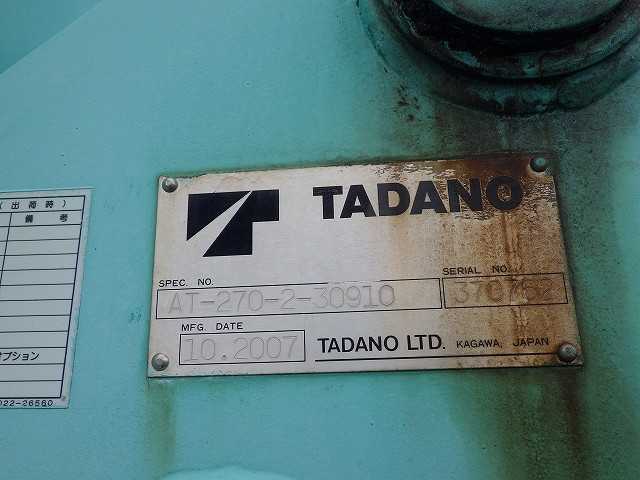 TADANO
SPEC. NO.
AT-270-2-30910
SERIAL NO.
370762
MFG. DATE
10.2007
TADANO LTD. KAGAWA, JAPAN
(出荷時)
備考
オプション
022-26560